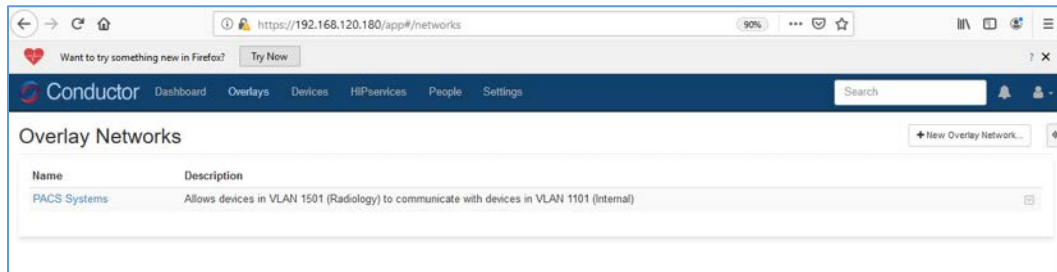 https://192.168.120.180/app#/networks 90%
Want to try something new in Firefox? Try Now ?
Conductor Dashboard Overlays Devices HIPservices People Settings Search
Overlay Networks + New Overlay Network...
Name Description
PACS Systems Allows devices in VLAN 1501 (Radiology) to communicate with devices in VLAN 1101 (Internal)